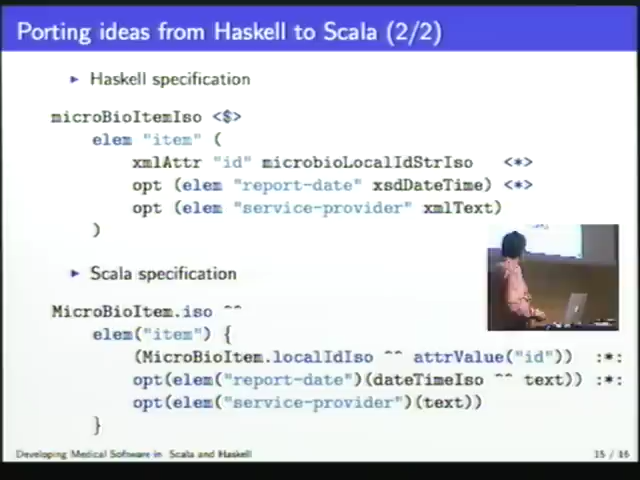 Porting ideas from Haskell to Scala (2/2)
Haskell specification
microBioItemIso <$>
elem "item" (
xmlAttr "id" microbioLocalIdStrIso <*>
opt (elem "report-date" xsdDateTime) <*>
opt (elem "service-provider" xmlText)
)
Scala specification
MicroBioItem.iso ^^
elem("item") {
(MicroBioItem.localIdIso ^^ attrValue("id")) :*:
opt(elem("report-date")(dateTimeIso ^^ text)) :*:
opt(elem("service-provider")(text))
}
Developing Medical Software in Scala and Haskell
15 / 16